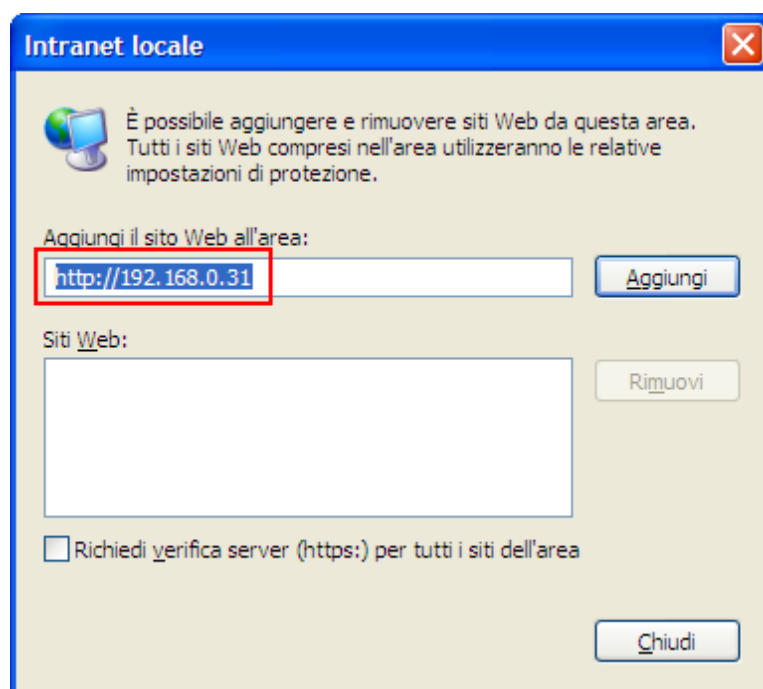 Intranet locale
È possibile aggiungere e rimuovere siti Web da questa area.
Tutti i siti Web compresi nell'area utilizzeranno le relative
impostazioni di protezione.
Aggiungi il sito Web all'area:
http://192.168.0.31
Aggiungi
Siti Web:
Rimuovi
Richiedi verifica server (https:) per tutti i siti dell'area
Chiudi